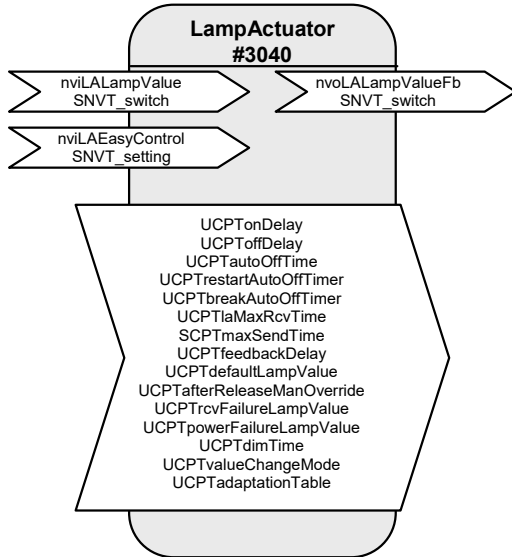 LampActuator
#3040
nviLALampValue
SNVT_switch
nvoLALampValueFb
SNVT_switch
nviLAEasyControl
SNVT_setting
UCPTonDelay
UCPToffDelay
UCPTautoOffTime
UCPTrestartAutoOffTimer
UCPTbreakAutoOffTimer
UCPTlaMaxRcvTime
SCPTmaxSendTime
UCPTfeedbackDelay
UCPTdefaultLampValue
UCPTafterReleaseManOverride
UCPTrcvFailureLampValue
UCPTpowerFailureLampValue
UCPTdimTime
UCPTvalueChangeMode
UCPTadaptationTable